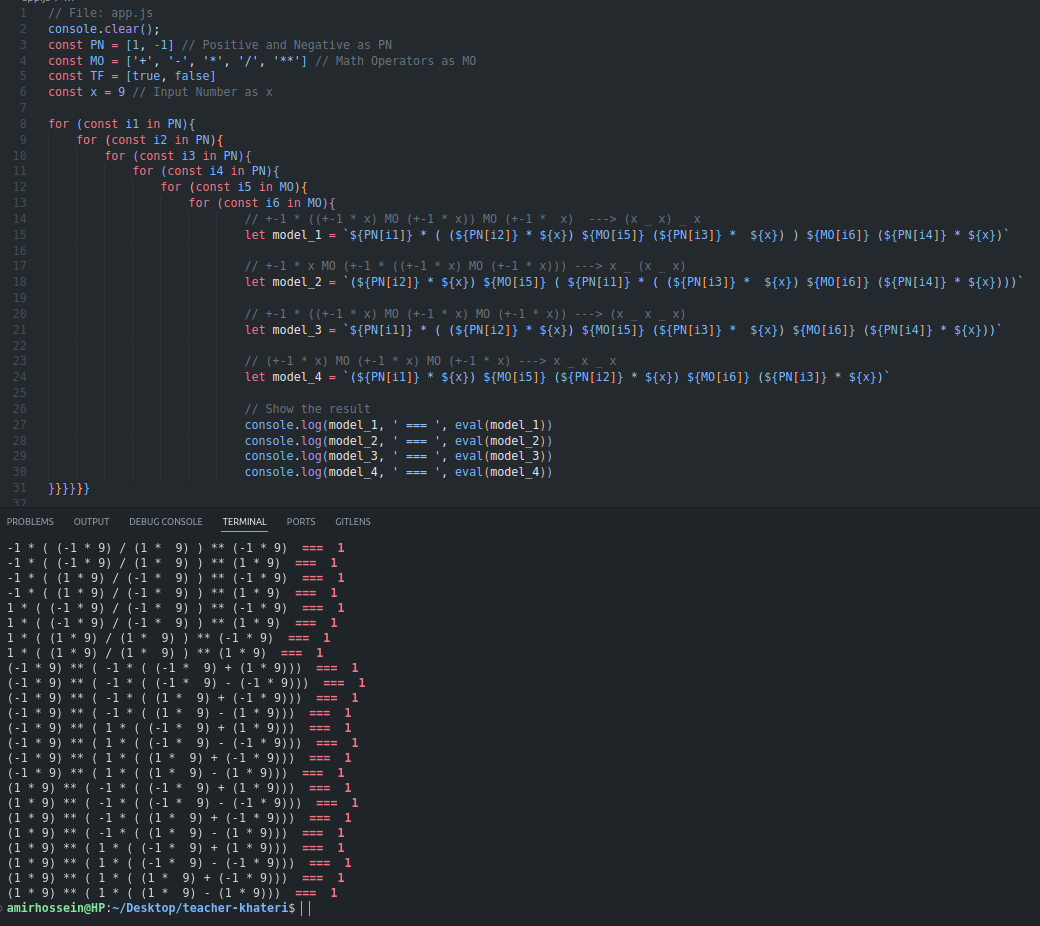 1 // File: app.js
2 console.clear();
3 const PN = [1, -1] // Positive and Negative as PN
4 const MO = ['+', '-', '*', '/', '**'] // Math Operators as MO
5 const TF = [true, false]
6 const x = 9 // Input Number as x
7
8 for (const i1 in PN){
9 for (const i2 in PN){
10 for (const i3 in PN){
11 for (const i4 in PN){
12 for (const i5 in MO){
13 for (const i6 in MO){
14 // +-1 * ((+-1 * x) MO (+-1 * x)) MO (+-1 *  x)  ---> (x _ x) _ x
15 let model_1 = `${PN[i1]} * ( (${PN[i2]} * ${x}) ${MO[i5]} (${PN[i3]} *  ${x}) ) ${MO[i6]} (${PN[i4]} * ${x})`
16
17 // +-1 * x MO (+-1 * ((+-1 * x) MO (+-1 * x))) ---> x _ (x _ x)
18 let model_2 = `(${PN[i2]} * ${x}) ${MO[i5]} ( ${PN[i1]} * ( (${PN[i3]} *  ${x}) ${MO[i6]} (${PN[i4]} * ${x})))`
19
20 // +-1 * ((+-1 * x) MO (+-1 * x) MO (+-1 * x)) ---> (x _ x _ x)
21 let model_3 = `${PN[i1]} * ( (${PN[i2]} * ${x}) ${MO[i5]} (${PN[i3]} *  ${x}) ${MO[i6]} (${PN[i4]} * ${x}))`
22
23 // (+-1 * x) MO (+-1 * x) MO (+-1 * x) ---> x _ x _ x
24 let model_4 = `(${PN[i1]} * ${x}) ${MO[i5]} (${PN[i2]} * ${x}) ${MO[i6]} (${PN[i3]} * ${x})`
25
26 // Show the result
27 console.log(model_1, ' === ', eval(model_1))
28 console.log(model_2, ' === ', eval(model_2))
29 console.log(model_3, ' === ', eval(model_3))
30 console.log(model_4, ' === ', eval(model_4))
31 }}}}}}
32
PROBLEMS OUTPUT DEBUG CONSOLE TERMINAL PORTS GITLENS
-1 * ( (-1 * 9) / (1 *  9) ) ** (-1 * 9)  ===  1
-1 * ( (-1 * 9) / (1 *  9) ) ** (1 * 9)  ===  1
-1 * ( (1 * 9) / (-1 *  9) ) ** (-1 * 9)  ===  1
-1 * ( (1 * 9) / (-1 *  9) ) ** (1 * 9)  ===  1
1 * ( (-1 * 9) / (-1 *  9) ) ** (-1 * 9)  ===  1
1 * ( (-1 * 9) / (-1 *  9) ) ** (1 * 9)  ===  1
1 * ( (1 * 9) / (1 *  9) ) ** (-1 * 9)  ===  1
1 * ( (1 * 9) / (1 *  9) ) ** (1 * 9)  ===  1
(-1 * 9) ** ( -1 * ( (-1 *  9) + (1 * 9)))  ===  1
(-1 * 9) ** ( -1 * ( (-1 *  9) - (-1 * 9)))  ===  1
(-1 * 9) ** ( -1 * ( (1 *  9) + (-1 * 9)))  ===  1
(-1 * 9) ** ( -1 * ( (1 *  9) - (1 * 9)))  ===  1
(-1 * 9) ** ( 1 * ( (-1 *  9) + (1 * 9)))  ===  1
(-1 * 9) ** ( 1 * ( (-1 *  9) - (-1 * 9)))  ===  1
(-1 * 9) ** ( 1 * ( (1 *  9) + (-1 * 9)))  ===  1
(-1 * 9) ** ( 1 * ( (1 *  9) - (1 * 9)))  ===  1
(1 * 9) ** ( -1 * ( (-1 *  9) + (1 * 9)))  ===  1
(1 * 9) ** ( -1 * ( (-1 *  9) - (-1 * 9)))  ===  1
(1 * 9) ** ( -1 * ( (1 *  9) + (-1 * 9)))  ===  1
(1 * 9) ** ( -1 * ( (1 *  9) - (1 * 9)))  ===  1
(1 * 9) ** ( 1 * ( (-1 *  9) + (1 * 9)))  ===  1
(1 * 9) ** ( 1 * ( (-1 *  9) - (-1 * 9)))  ===  1
(1 * 9) ** ( 1 * ( (1 *  9) + (-1 * 9)))  ===  1
(1 * 9) ** ( 1 * ( (1 *  9) - (1 * 9)))  ===  1
amirhossein@HP:~/Desktop/teacher-khateri$